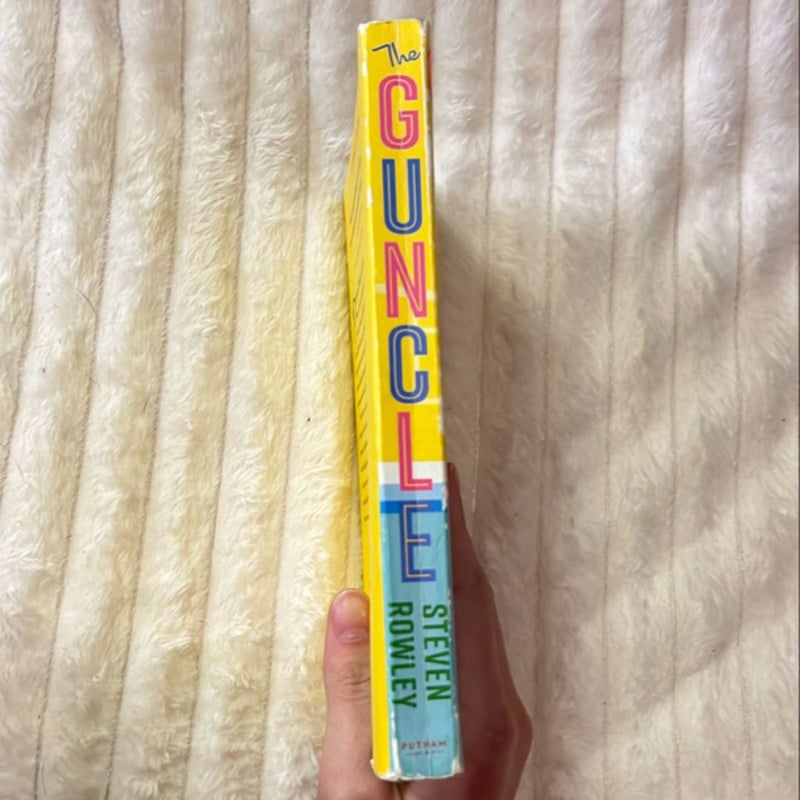 The
GUNCLE
STEVEN
ROWLEY
PUTNAM